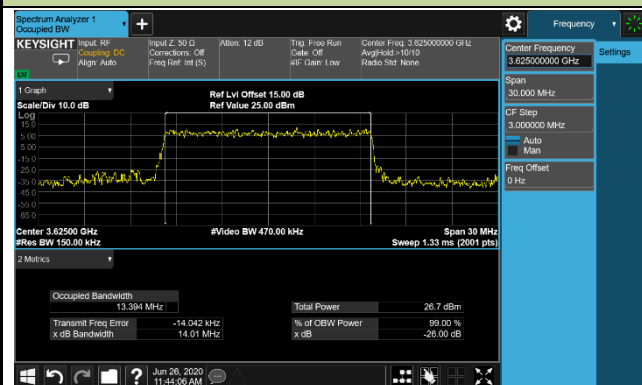 Spectrum Analyzer 1
Occupied BW
Frequency
KEYSIGHT
Input: RF
Coupling: DC
Align: Auto
Input Z: 50 Ω
Corrections: Off
Freq Ref: Int (S)
Atten: 12 dB
Trig: Free Run
Gate: Off
#IF Gain: Low
Center Freq: 3.625000000 GHz
Avg|Hold:>10/10
Radio Std: None
LXI
Center Frequency
3.625000000 GHz
Settings
Span
30.000 MHz
CF Step
3.000000 MHz
Auto
Man
Freq Offset
0 Hz
1 Graph
Scale/Div 10.0 dB
Ref Lvl Offset 15.00 dB
Ref Value 25.00 dBm
Log
15.0
5.00
-5.00
-15.0
-25.0
-35.0
-45.0
-55.0
-65.0
Center 3.62500 GHz
#Res BW 150.00 kHz
#Video BW 470.00 kHz
Span 30 MHz
Sweep 1.33 ms (2001 pts)
2 Metrics
Occupied Bandwidth
13.394 MHz
Total Power 26.7 dBm
Transmit Freq Error -14.042 kHz
% of OBW Power 99.00 %
x dB Bandwidth 14.01 MHz
x dB -26.00 dB
Jun 26, 2020
11:44:06 AM